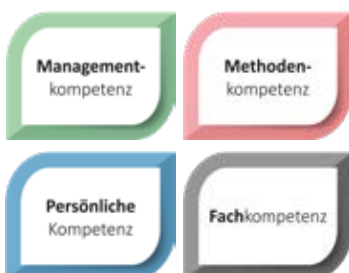 Management-
kompetenz
Methoden-
kompetenz
Persönliche
Kompetenz
Fachkompetenz